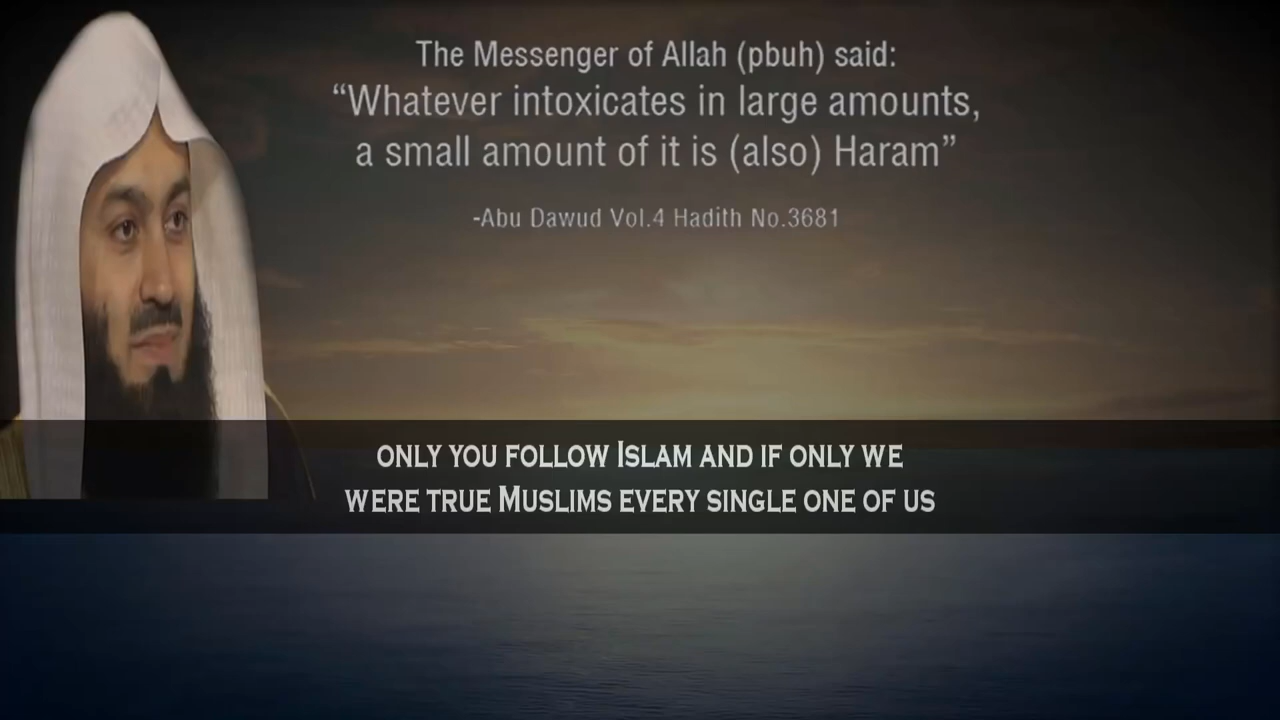 The Messenger of Allah (pbuh) said:
“Whatever intoxicates in large amounts,
a small amount of it is (also) Haram”
-Abu Dawud Vol.4 Hadith No.3681
ONLY YOU FOLLOW ISLAM AND IF ONLY WE
WERE TRUE MUSLIMS EVERY SINGLE ONE OF US